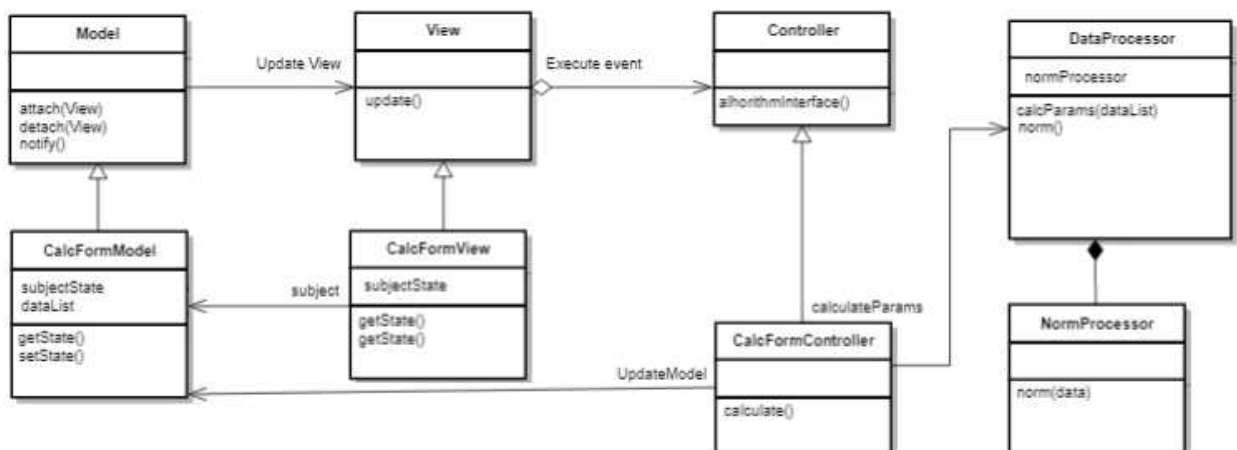 Model
attach(View)
detach(View)
notify()
Update View
View
update()
Execute event
Controller
alhorithmInterface()
DataProcessor
normProcessor
calcParams(dataList)
norm()
CalcFormModel
subjectState
dataList
getState()
setState()
subject
CalcFormView
subjectState
getState()
getState()
UpdateModel
calculateParams
CalcFormController
calculate()
NormProcessor
norm(data)